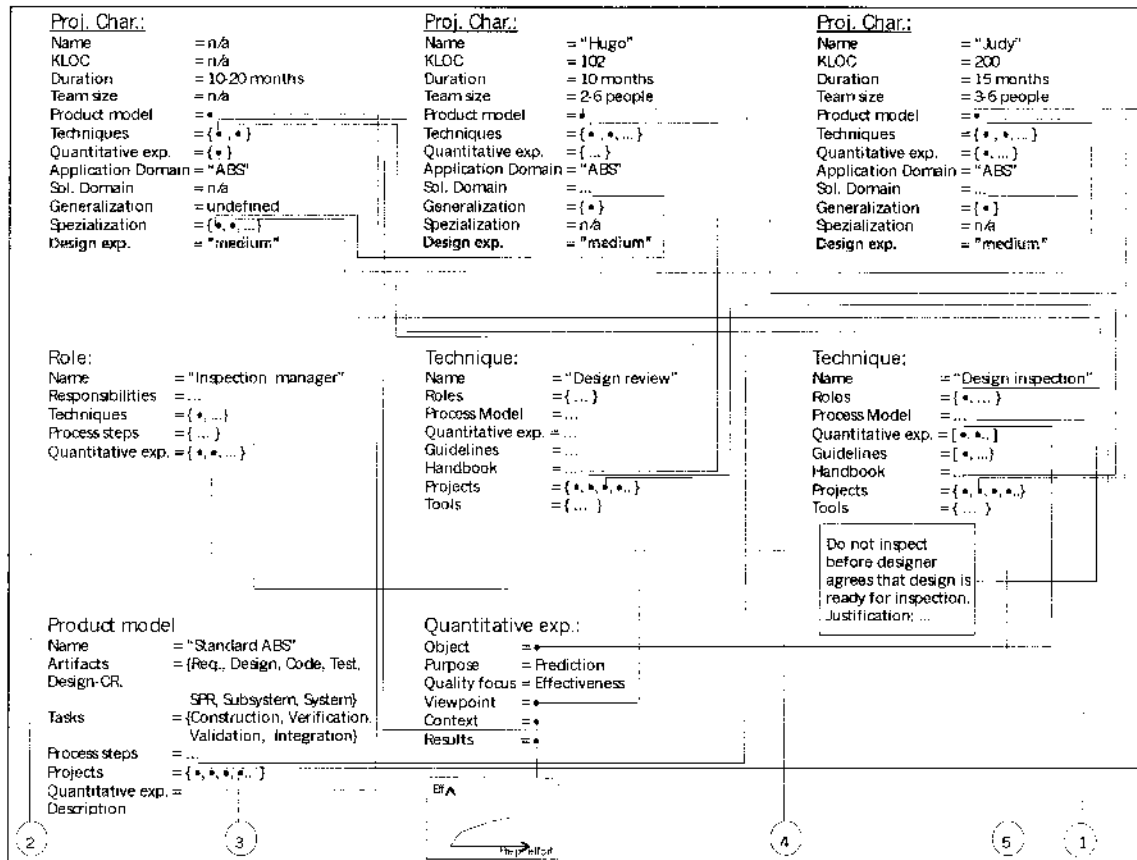 Proj. Char.:
Name = n/a
KLOC = n/a
Duration = 10-20 months
Team size = n/a
Product model = •
Techniques = {• , •}
Quantitative exp. = {•}
Application Domain = "ABS"
Sol. Domain = n/a
Generalization = undefined
Spezialization = {•, •, ...}
Design exp. = "medium"
Proj. Char.:
Name = "Hugo"
KLOC = 102
Duration = 10 months
Team size = 2-6 people
Product model = •
Techniques = {• , •, ... }
Quantitative exp. = {... }
Application Domain = "ABS"
Sol. Domain = ...
Generalization = {•}
Spezialization = n/a
Design exp. = "medium"
Proj. Char.:
Name = "Judy"
KLOC = 200
Duration = 15 months
Team size = 3-6 people
Product model = •
Techniques = {• , •, ... }
Quantitative exp. = {•, ... }
Application Domain = "ABS"
Sol. Domain = ...
Generalization = {•}
Spezialization = n/a
Design exp. = "medium"
Role:
Name = "Inspection manager"
Responsibilities = ...
Techniques = {•, ...}
Process steps = {... }
Quantitative exp. = {•, •, ... }
Technique:
Name = "Design review"
Roles = {... }
Process Model = ...
Quantitative exp. = ...
Guidelines = ...
Handbook = ...
Projects = {•, •, •, •.. }
Tools = {... }
Technique:
Name = "Design inspection"
Roles = {•, ... }
Process Model = ...
Quantitative exp. = [•, •.. ]
Guidelines = [•, ...}
Handbook = ...
Projects = {•, •, •, •.. }
Tools = {... }
Do not inspect
before designer
agrees that design is
ready for inspection.
Justification; ...
Product model
Name = "Standard ABS"
Artifacts = {Req., Design, Code, Test,
Design-CR,
SPR, Subsystem, System}
Tasks = {Construction, Verification,
Validation, Integration}
Process steps = ...
Projects = {•, •, •, •.. }
Quantitative exp. =
Description
Quantitative exp.:
Object = •
Purpose = Prediction
Quality focus = Effectiveness
Viewpoint = •
Context = •
Results = •
Eff
Prep. effort
2
3
4
5
1